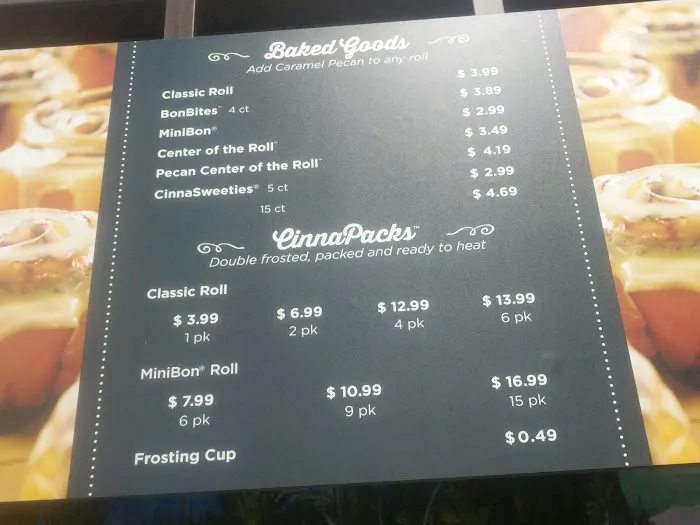 Baked Goods
Add Caramel Pecan to any roll
Classic Roll $ 3.99
BonBites™ 4 ct $ 3.89
MiniBon® $ 2.99
Center of the Roll™ $ 3.49
Pecan Center of the Roll™ $ 4.19
CinnaSweeties® 5 ct $ 2.99
15 ct $ 4.69
CinnaPacks™
Double frosted, packed and ready to heat
Classic Roll
$ 3.99 $ 6.99 $ 12.99 $ 13.99
1 pk 2 pk 4 pk 6 pk
MiniBon® Roll
$ 7.99 $ 10.99 $ 16.99
6 pk 9 pk 15 pk
Frosting Cup $0.49